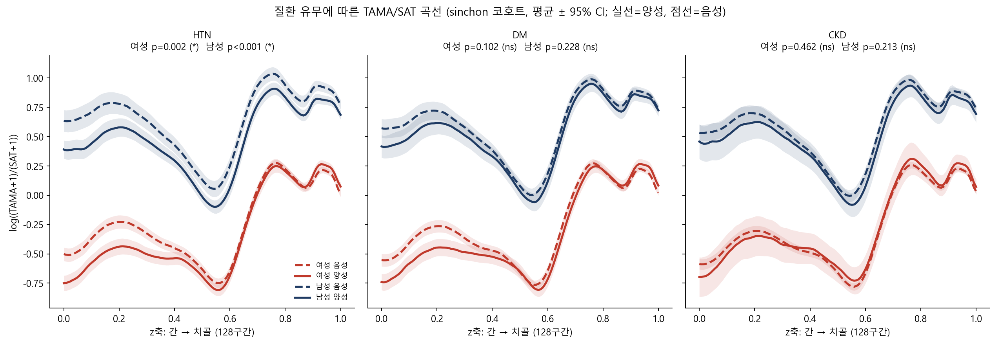 질환 유무에 따른 TAMA/SAT 곡선 (sinchon 코호트, 평균 ± 95% CI; 실선=양성, 점선=음성)
HTN
여성 p=0.002 (*)  남성 p<0.001 (*)
DM
여성 p=0.102 (ns)  남성 p=0.228 (ns)
CKD
여성 p=0.462 (ns)  남성 p=0.213 (ns)
log((TAMA+1)/(SAT+1))
1.00
0.75
0.50
0.25
0.00
-0.25
-0.50
-0.75
여성 음성
여성 양성
남성 음성
남성 양성
0.0 0.2 0.4 0.6 0.8 1.0
0.0 0.2 0.4 0.6 0.8 1.0
0.0 0.2 0.4 0.6 0.8 1.0
z축: 간 → 치골 (128구간)
z축: 간 → 치골 (128구간)
z축: 간 → 치골 (128구간)